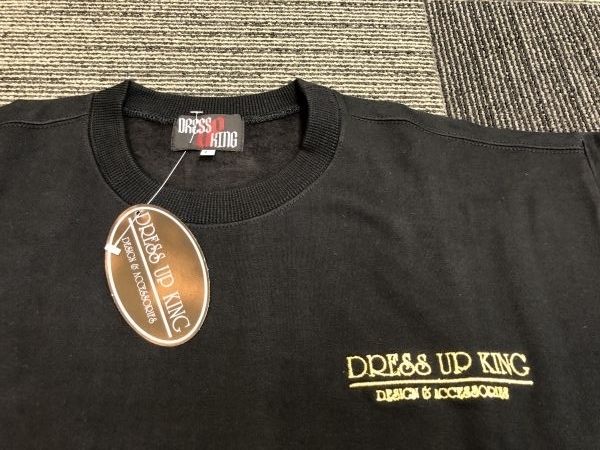 DRESS UP
KING
DRESS UP KING
DESIGN & ACCESSORIES
DRESS UP KING
DESIGN & ACCESSORIES